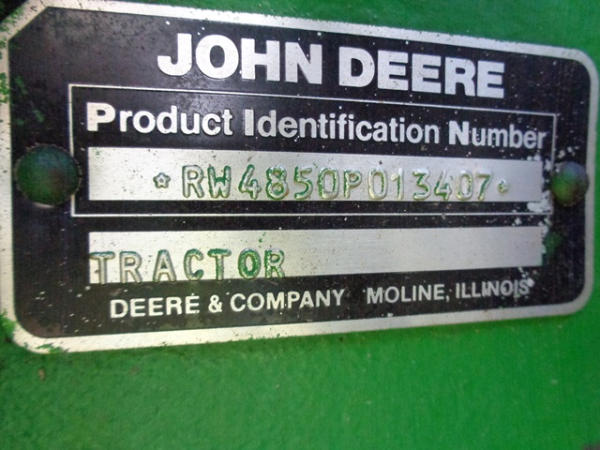 JOHN DEERE
Product Identification Number
*RW4850P013407*
TRACTOR
DEERE & COMPANY MOLINE, ILLINOIS